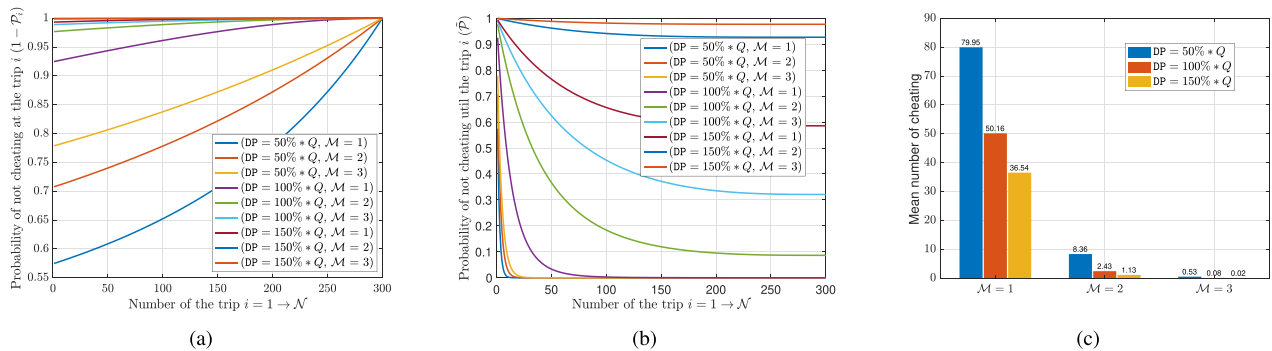 Probability of not cheating at the trip i (1 − 𝒫ᵢ)
1
0.95
0.9
0.85
0.8
0.75
0.7
0.65
0.6
0.55
(DP = 50% ∗ Q, ℳ = 1)
(DP = 50% ∗ Q, ℳ = 2)
(DP = 50% ∗ Q, ℳ = 3)
(DP = 100% ∗ Q, ℳ = 1)
(DP = 100% ∗ Q, ℳ = 2)
(DP = 100% ∗ Q, ℳ = 3)
(DP = 150% ∗ Q, ℳ = 1)
(DP = 150% ∗ Q, ℳ = 2)
(DP = 150% ∗ Q, ℳ = 3)
0 50 100 150 200 250 300
Number of the trip i = 1 → 𝒩
(a)
Probability of not cheating util the trip i (𝒫̄)
1
0.9
0.8
0.7
0.6
0.5
0.4
0.3
0.2
0.1
0
(DP = 50% ∗ Q, ℳ = 1)
(DP = 50% ∗ Q, ℳ = 2)
(DP = 50% ∗ Q, ℳ = 3)
(DP = 100% ∗ Q, ℳ = 1)
(DP = 100% ∗ Q, ℳ = 2)
(DP = 100% ∗ Q, ℳ = 3)
(DP = 150% ∗ Q, ℳ = 1)
(DP = 150% ∗ Q, ℳ = 2)
(DP = 150% ∗ Q, ℳ = 3)
0 50 100 150 200 250 300
Number of the trip i = 1 → 𝒩
(b)
Mean number of cheating
90
80
70
60
50
40
30
20
10
0
DP = 50% ∗ Q
DP = 100% ∗ Q
DP = 150% ∗ Q
79.95
50.16
36.54
8.36
2.43
1.13
0.53 0.08 0.02
ℳ = 1 ℳ = 2 ℳ = 3
(c)